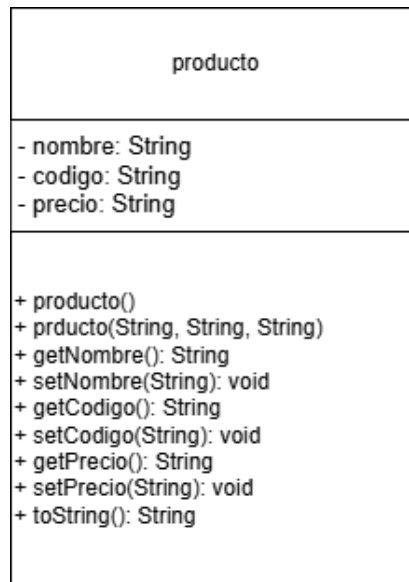 producto
- nombre: String
- codigo: String
- precio: String
+ producto()
+ prducto(String, String, String)
+ getNombre(): String
+ setNombre(String): void
+ getCodigo(): String
+ setCodigo(String): void
+ getPrecio(): String
+ setPrecio(String): void
+ toString(): String